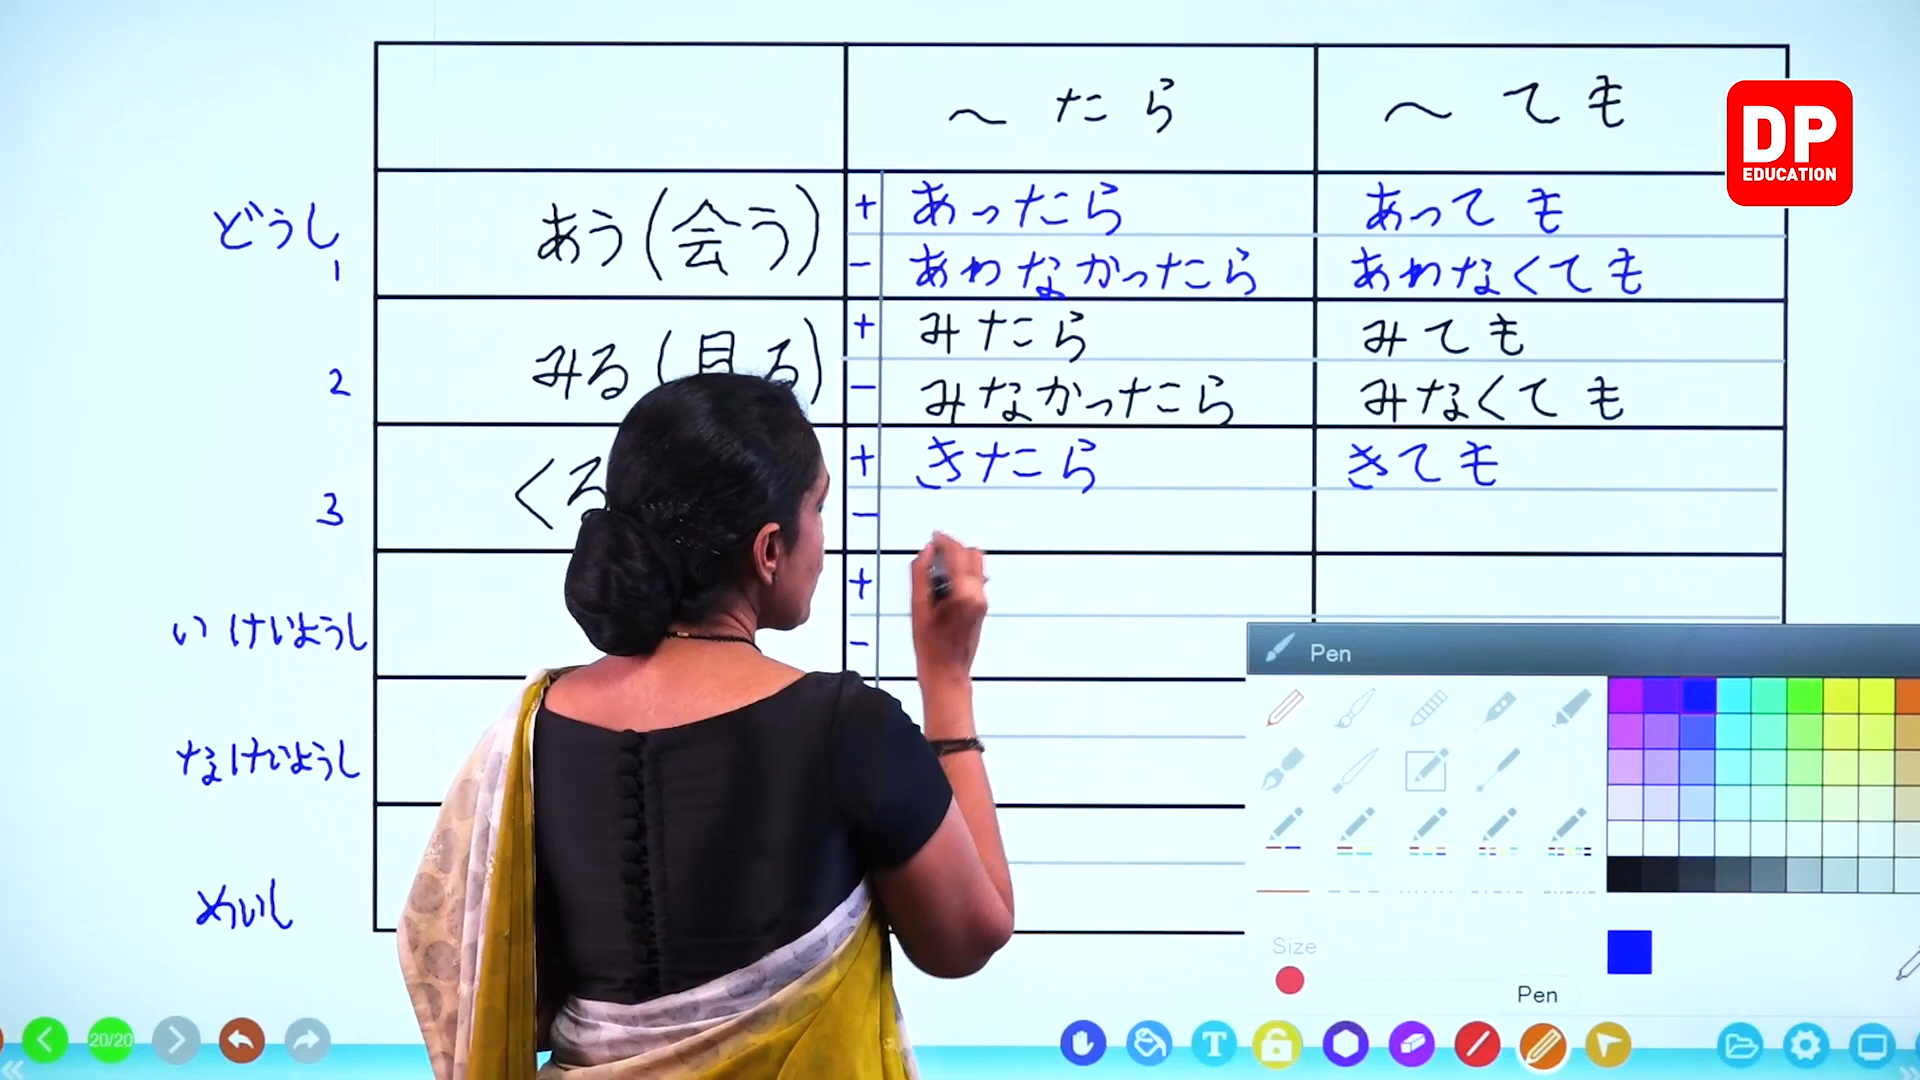 ～ たら ～ ても
DP
EDUCATION
どうし
1
あう(会う) + あったら あっても
- あわなかったら あわなくても
2 みる(見る) + みたら みても
- みなかったら みなくても
3 + きたら きても
-
+
い けいようし -
Pen
な けいようし
めいし
Size
Pen
20/20
T